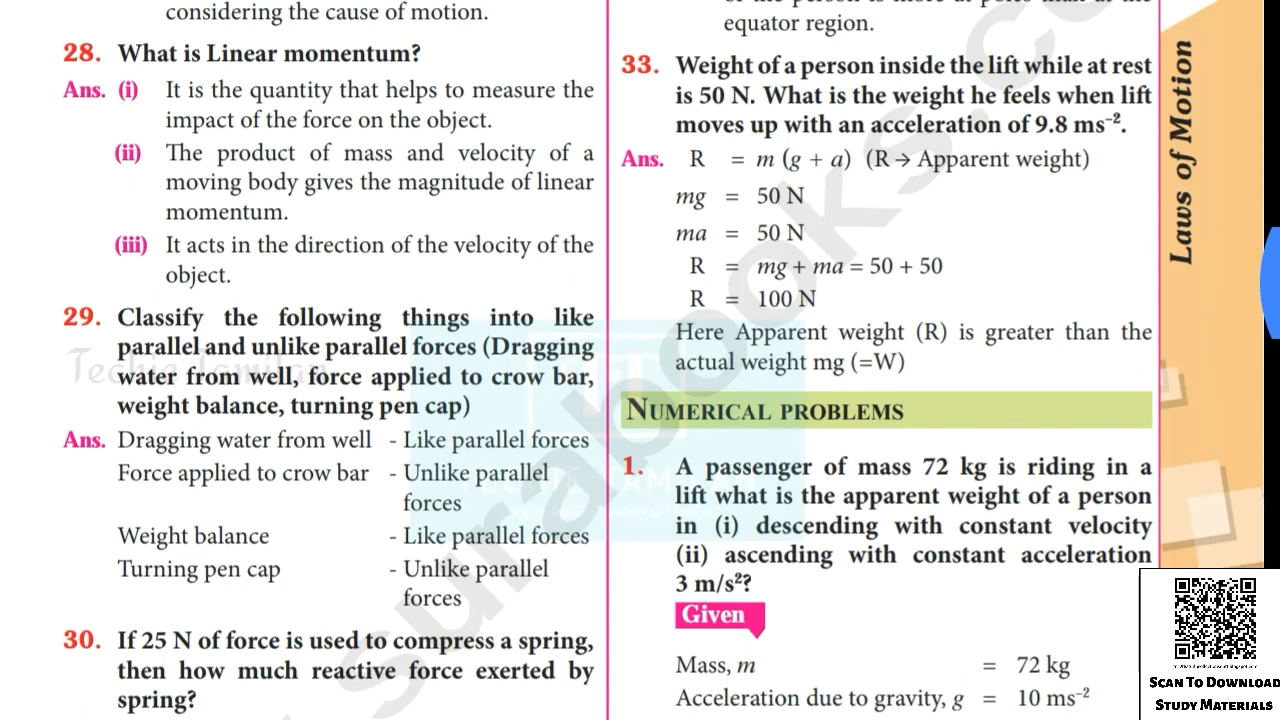 considering the cause of motion.
28. What is Linear momentum?
Ans. (i) It is the quantity that helps to measure the
impact of the force on the object.
(ii) The product of mass and velocity of a
moving body gives the magnitude of linear
momentum.
(iii) It acts in the direction of the velocity of the
object.
29. Classify the following things into like
parallel and unlike parallel forces (Dragging
water from well, force applied to crow bar,
weight balance, turning pen cap)
Ans. Dragging water from well - Like parallel forces
Force applied to crow bar - Unlike parallel
forces
Weight balance - Like parallel forces
Turning pen cap - Unlike parallel
forces
30. If 25 N of force is used to compress a spring,
then how much reactive force exerted by
spring?
equator region.
33. Weight of a person inside the lift while at rest
is 50 N. What is the weight he feels when lift
moves up with an acceleration of 9.8 ms⁻².
Ans. R = m (g + a) (R → Apparent weight)
mg = 50 N
ma = 50 N
R = mg + ma = 50 + 50
R = 100 N
Here Apparent weight (R) is greater than the
actual weight mg (=W)
NUMERICAL PROBLEMS
1. A passenger of mass 72 kg is riding in a
lift what is the apparent weight of a person
in (i) descending with constant velocity
(ii) ascending with constant acceleration
3 m/s²?
Given
Mass, m = 72 kg
Acceleration due to gravity, g = 10 ms⁻²
Laws of Motion
SCAN TO DOWNLOAD
STUDY MATERIALS
Techie Tamilan
surabooks.co